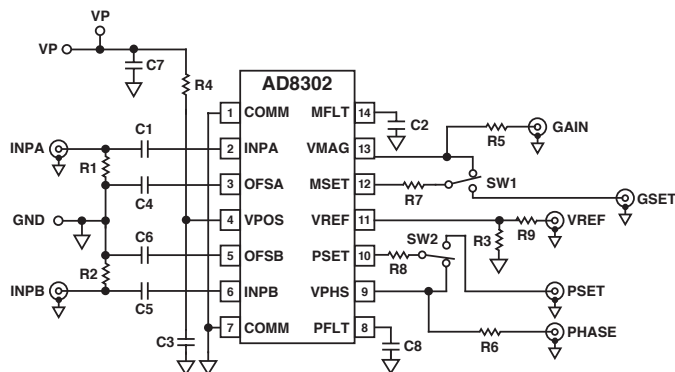 VP
VP
C7
R4
AD8302
1 COMM MFLT 14
C2
R5 GAIN
INPA C1 2 INPA VMAG 13
R1
C4 3 OFSA MSET 12 R7 SW1
GSET
GND 4 VPOS VREF 11 R3 R9 VREF
C6 5 OFSB PSET 10 R8 SW2
R2
INPB C5 6 INPB VPHS 9 PSET
C3 7 COMM PFLT 8 C8 R6 PHASE